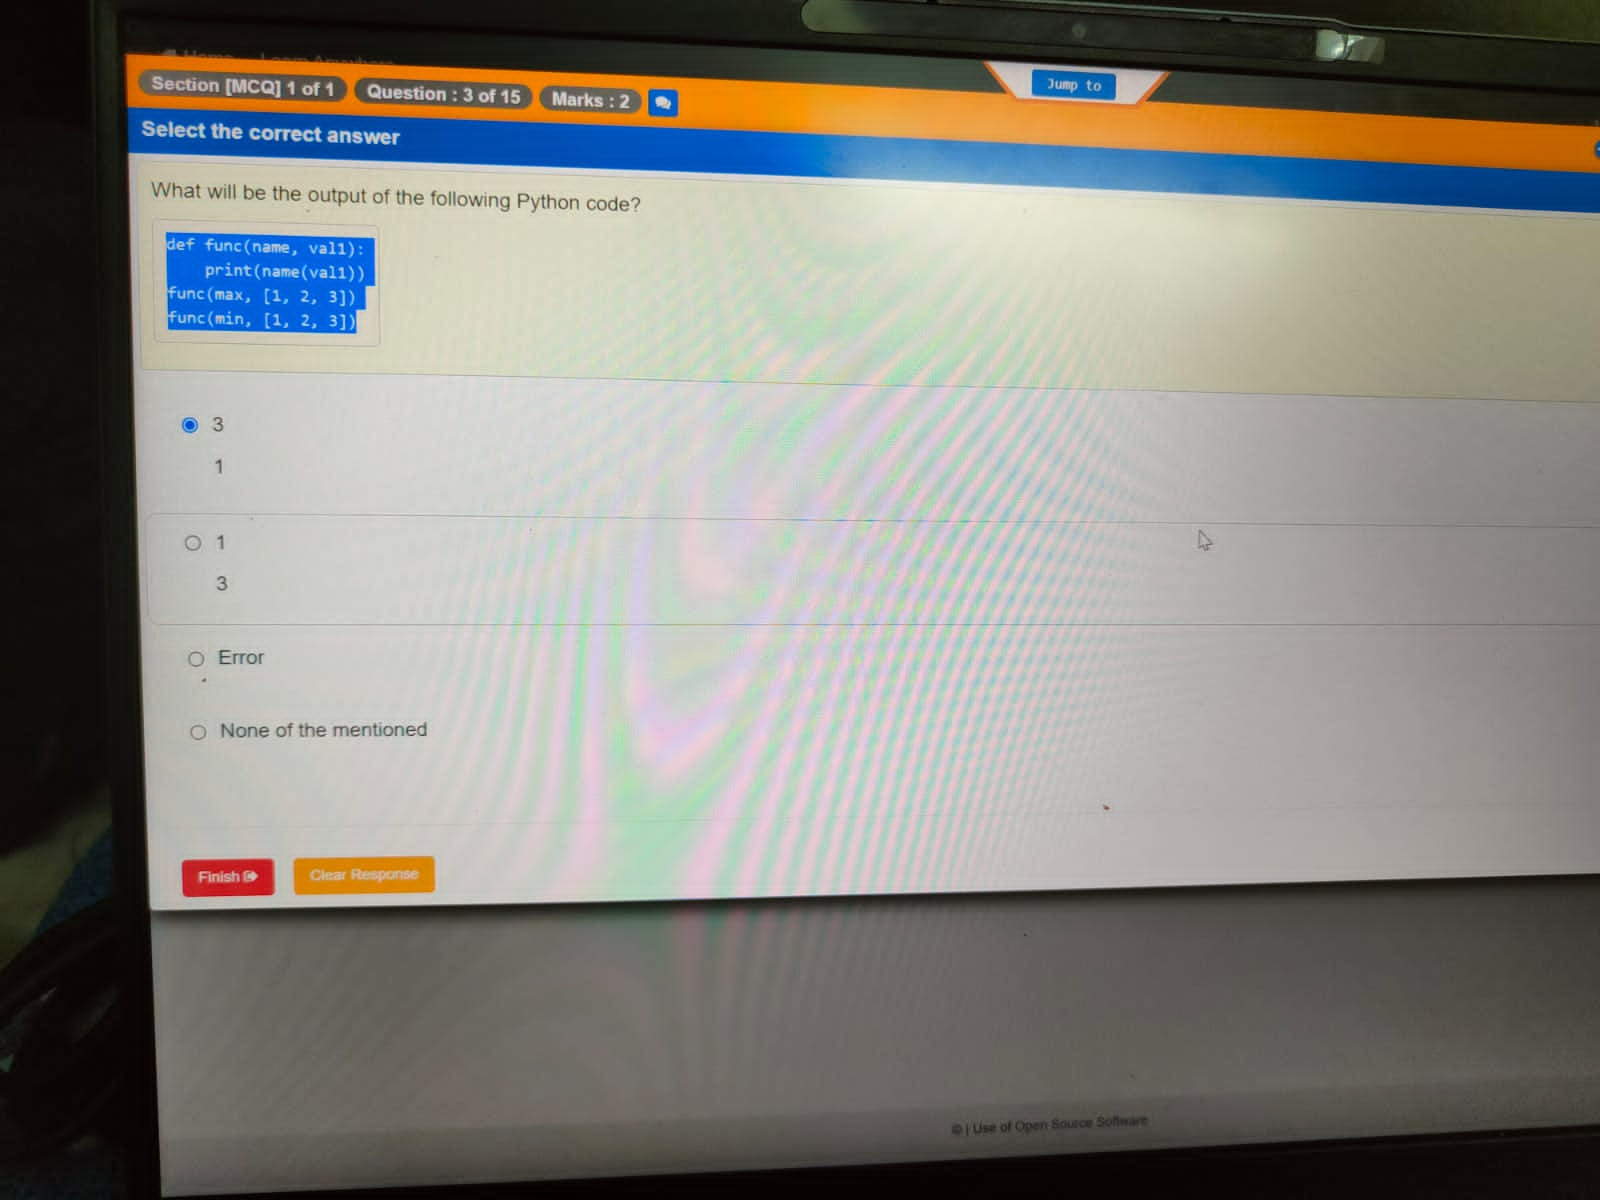 Section [MCQ] 1 of 1 Question : 3 of 15 Marks : 2 Jump to
Select the correct answer
What will be the output of the following Python code?
def func(name, val1):
    print(name(val1))
func(max, [1, 2, 3])
func(min, [1, 2, 3])
3
1
1
3
Error
None of the mentioned
Finish Clear Response
© | Use of Open Source Software